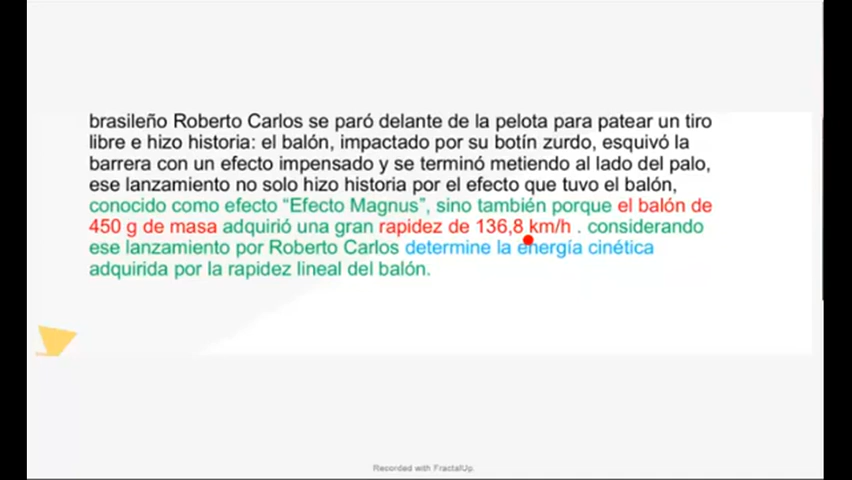 brasileño Roberto Carlos se paró delante de la pelota para patear un tiro
libre e hizo historia: el balón, impactado por su botín zurdo, esquivó la
barrera con un efecto impensado y se terminó metiendo al lado del palo,
ese lanzamiento no solo hizo historia por el efecto que tuvo el balón,
conocido como efecto “Efecto Magnus”, sino también porque el balón de
450 g de masa adquirió una gran rapidez de 136,8 km/h . considerando
ese lanzamiento por Roberto Carlos determine la energía cinética
adquirida por la rapidez lineal del balón.
Recorded with FractalUp.